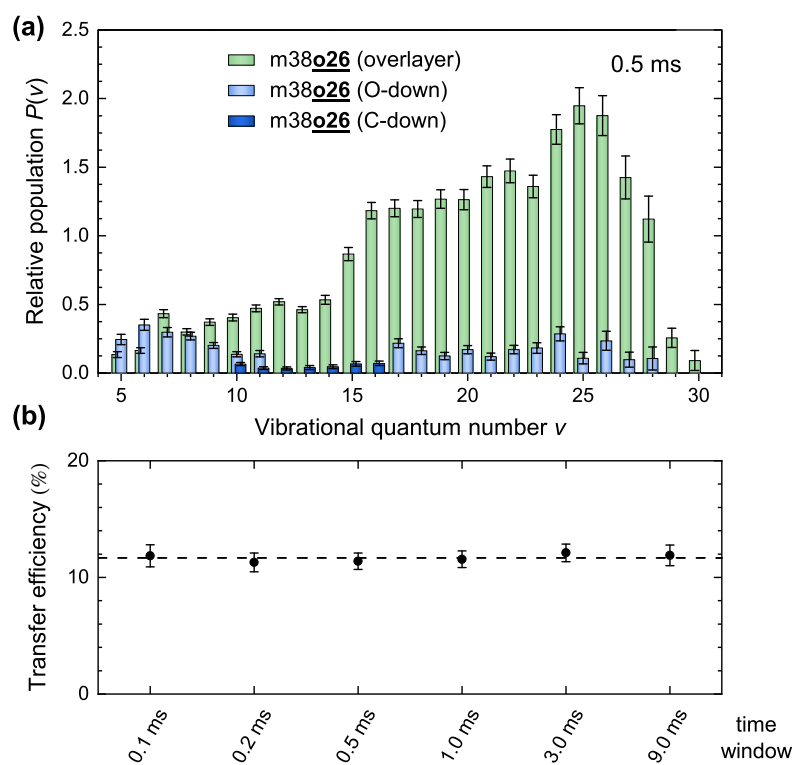 (a)
2.5
2.0
1.5
1.0
0.5
0.0
Relative population P(v)
m38o26 (overlayer)
m38o26 (O-down)
m38o26 (C-down)
0.5 ms
5 10 15 20 25 30
Vibrational quantum number v
(b)
20
10
0
Transfer efficiency (%)
0.1 ms
0.2 ms
0.5 ms
1.0 ms
3.0 ms
9.0 ms
time
window